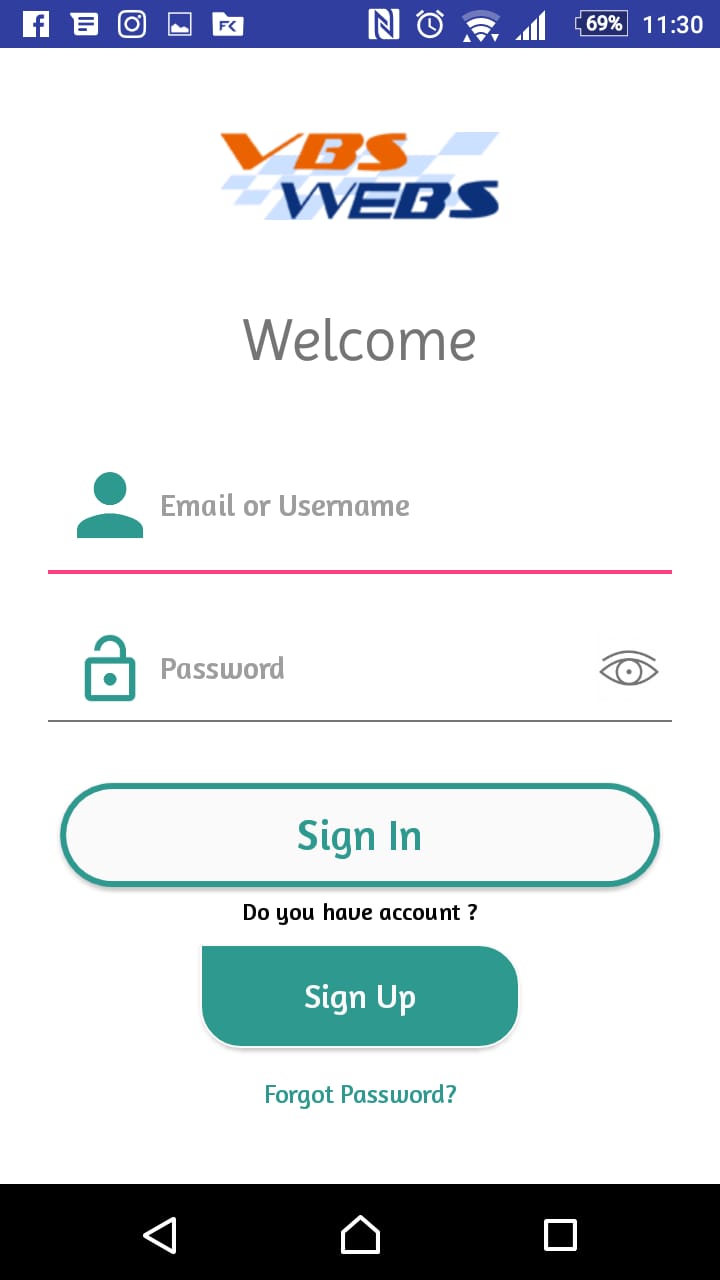 FK
69% 11:30
VBS
WEBS
Welcome
Email or Username
Password
Sign In
Do you have account ?
Sign Up
Forgot Password?